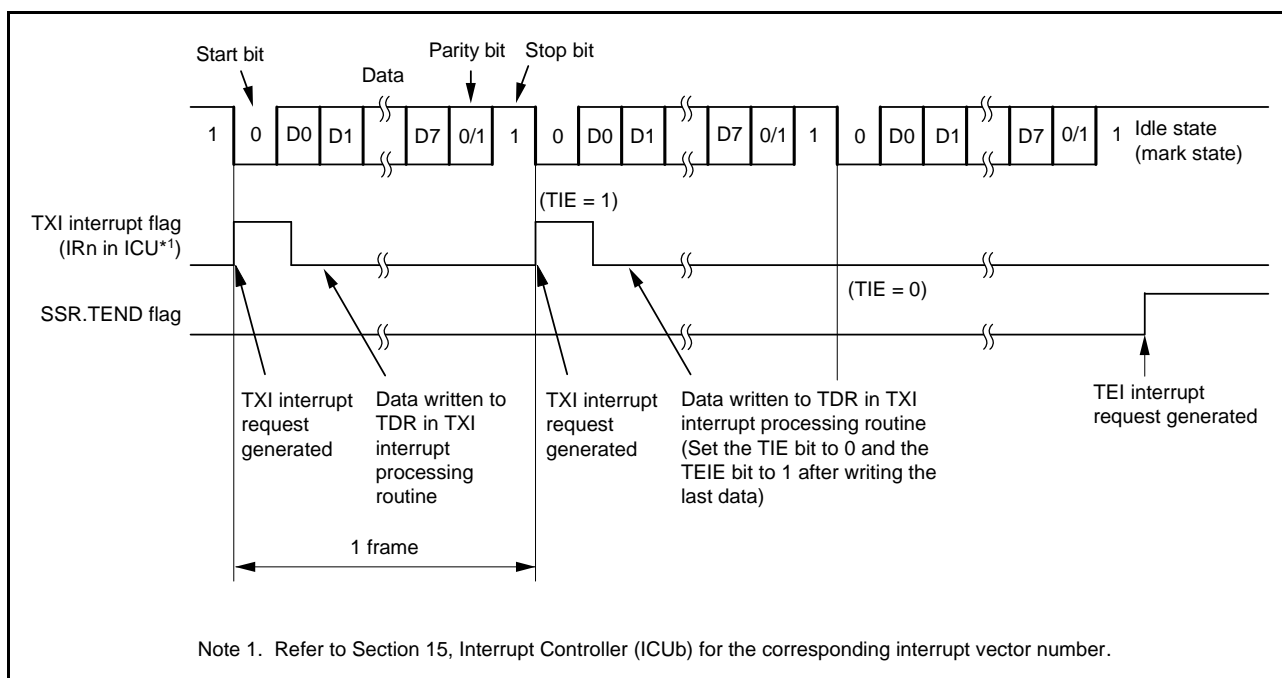 Start bit
Data
Parity bit
Stop bit
1 0 D0 D1 D7 0/1 1 0 D0 D1 D7 0/1 1 0 D0 D1 D7 0/1 1
Idle state
(mark state)
(TIE = 1)
TXI interrupt flag
(IRn in ICU*1)
(TIE = 0)
SSR.TEND flag
TXI interrupt
request
generated
Data written to
TDR in TXI
interrupt
processing
routine
TXI interrupt
request
generated
Data written to TDR in TXI
interrupt processing routine
(Set the TIE bit to 0 and the
TEIE bit to 1 after writing the
last data)
TEI interrupt
request generated
1 frame
Note 1. Refer to Section 15, Interrupt Controller (ICUb) for the corresponding interrupt vector number.